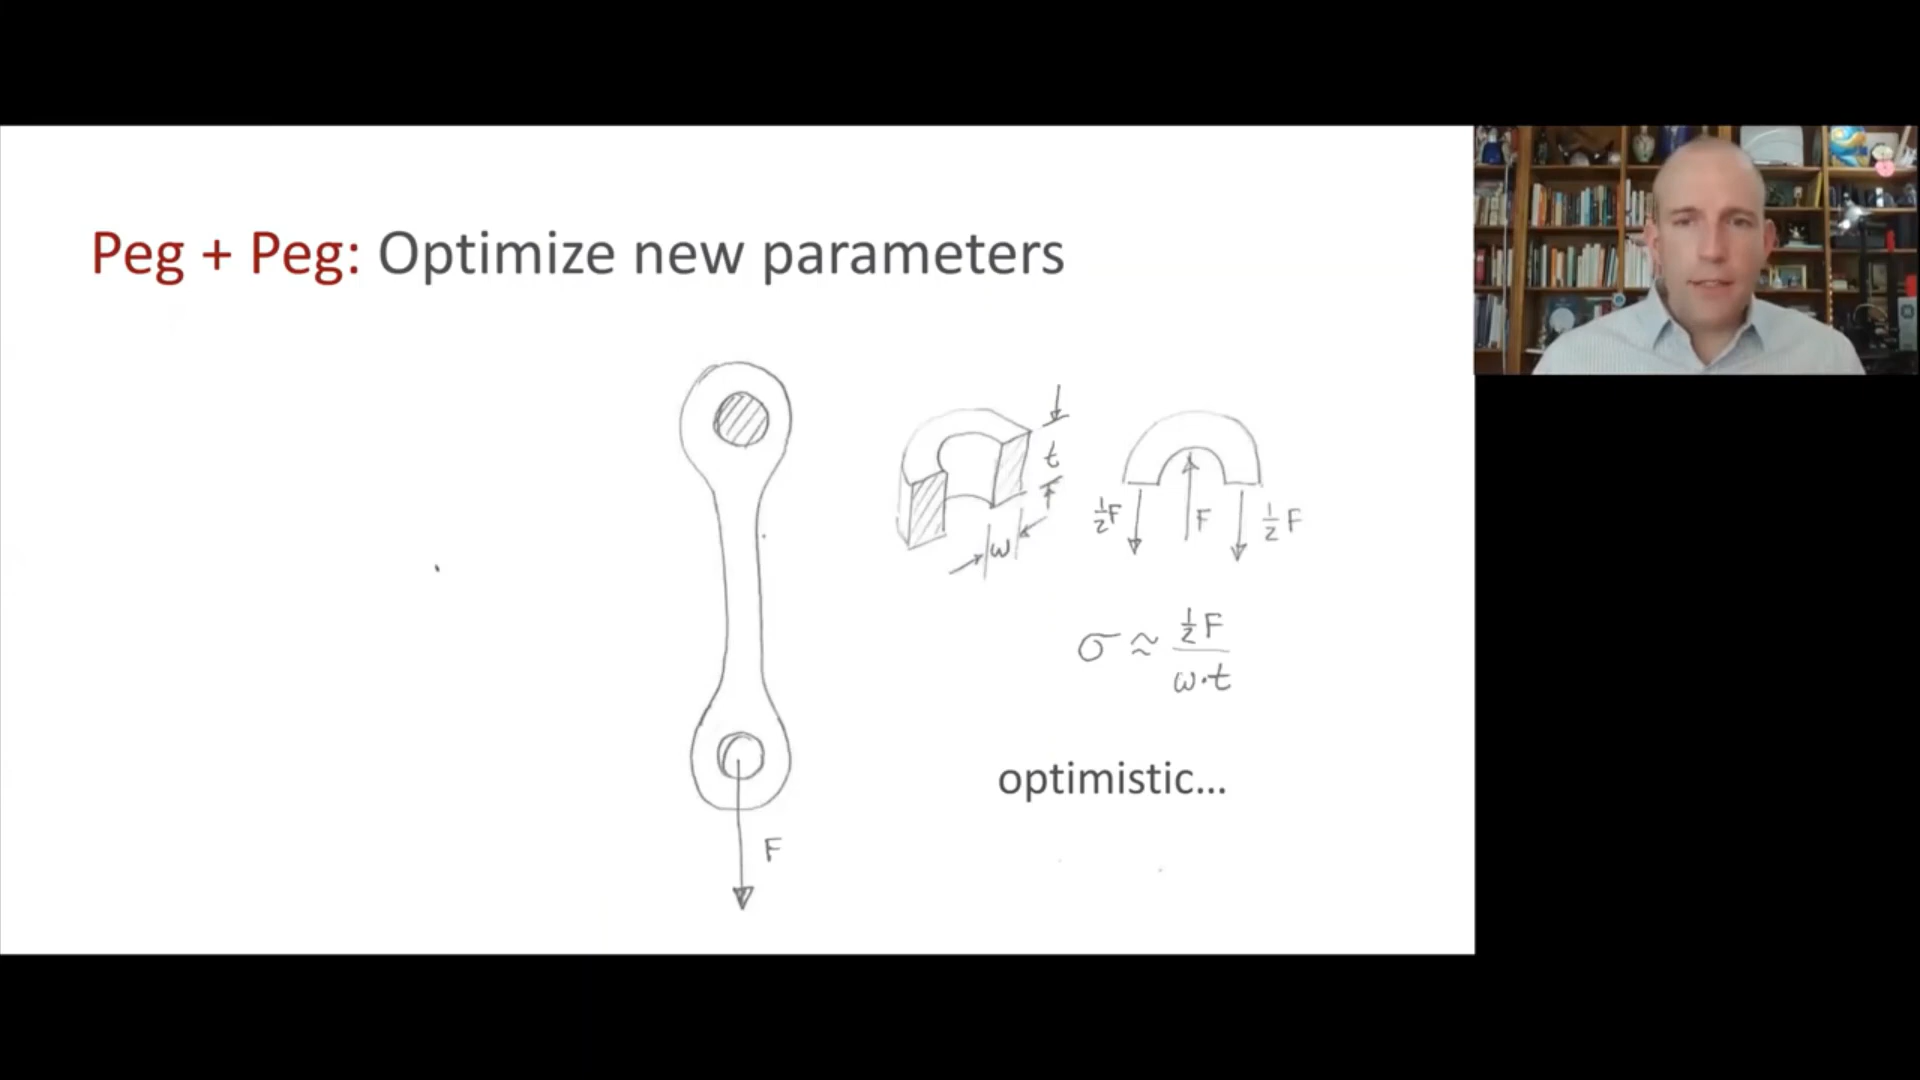 Peg + Peg: Optimize new parameters
t
w
½F
F
½F
σ ≈ ½F / w·t
optimistic...
F